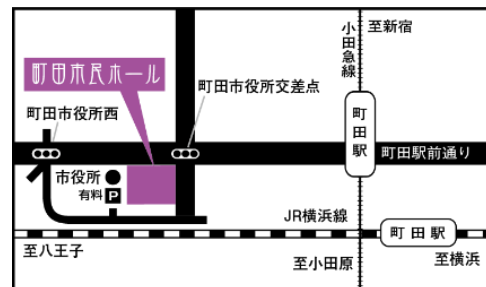 至新宿
小田急線
町田市民ホール
町田市役所交差点
町田市役所西
町田駅
町田駅前通り
市役所
有料 P
JR横浜線
町田駅
至八王子
至小田原
至横浜